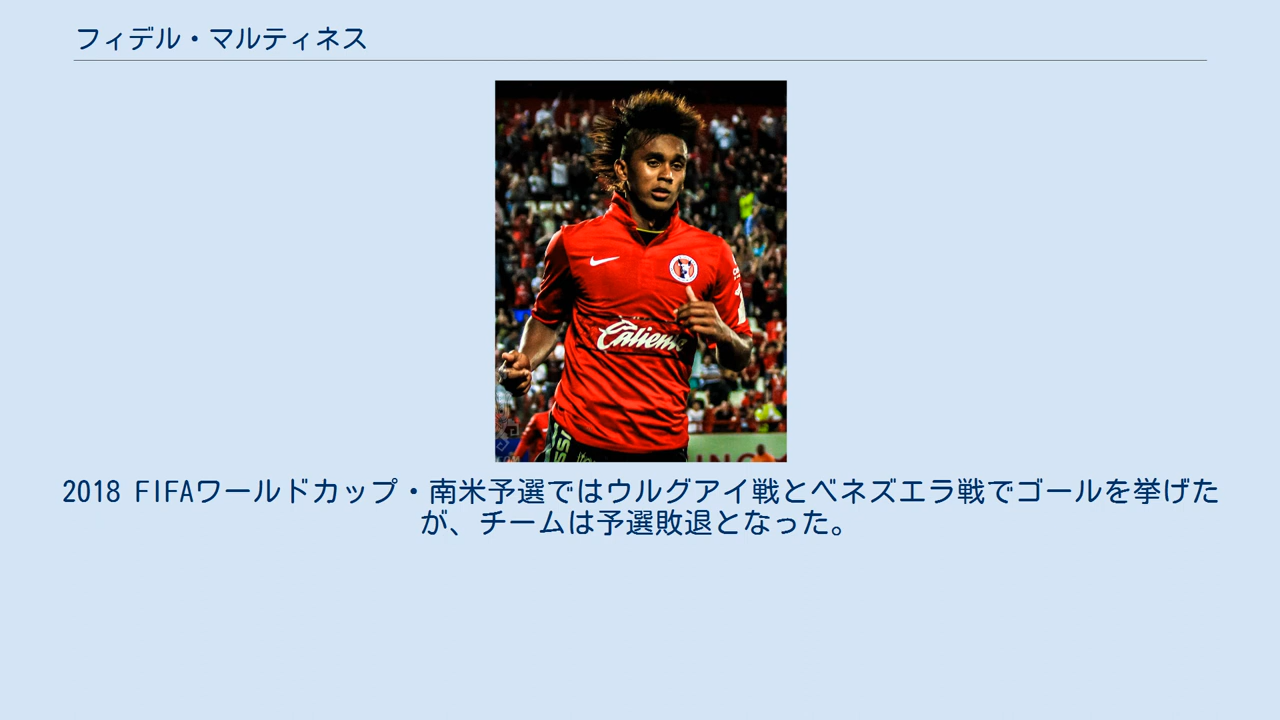 フィデル・マルティネス
Caliente
2018 FIFAワールドカップ・南米予選ではウルグアイ戦とベネズエラ戦でゴールを挙げた
が、チームは予選敗退となった。